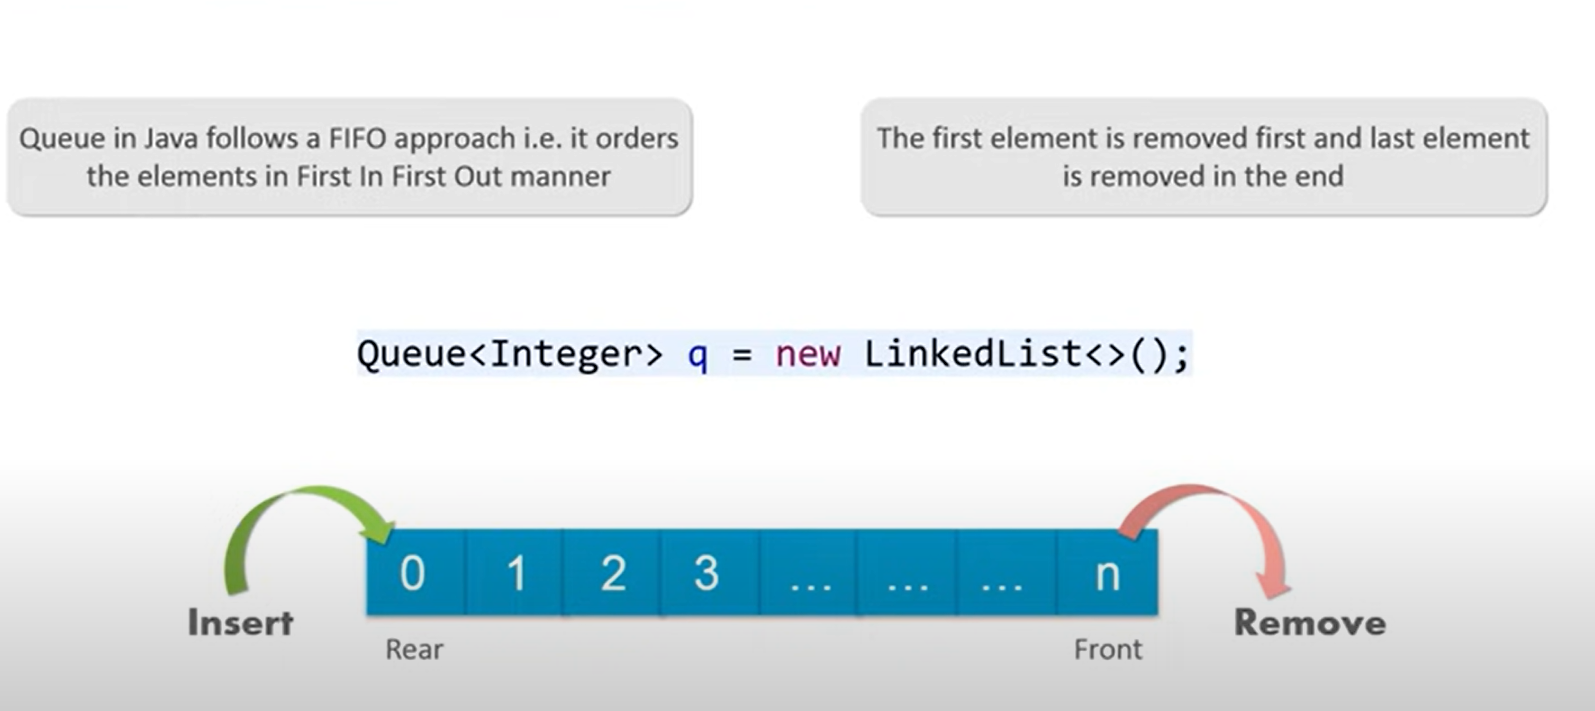 Queue in Java follows a FIFO approach i.e. it orders
the elements in First In First Out manner
The first element is removed first and last element
is removed in the end
Queue<Integer> q = new LinkedList<>();
0 1 2 3 ... ... ... n
Insert
Remove
Rear
Front